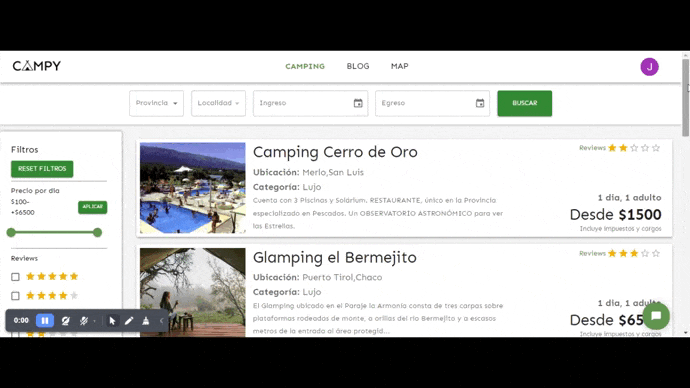 CAMPY
CAMPING BLOG MAP
J
Provincia Localidad Ingreso Egreso BUSCAR
Filtros
RESET FILTROS
Precio por dia
$100-
+$6500
APLICAR
Reviews
Camping Cerro de Oro
Reviews
Ubicación: Merlo,San Luis
Categoría: Lujo
Cuenta con 3 Piscinas y Solárium. RESTAURANTE, único en la Provincia
especializado en Pescados. Un OBSERVATORIO ASTRONÓMICO para ver
las Estrellas.
1 dia, 1 adulto
Desde $1500
Incluye impuestos y cargos
Glamping el Bermejito
Reviews
Ubicación: Puerto Tirol,Chaco
Categoría: Lujo
El Glamping ubicado en el Paraje la Armonía consta de tres carpas sobre
plataformas rodeadas de monte, a orillas del río Bermejito y a escasos
metros de la entrada al área protegid...
1 dia, 1 adulto
Desde
Incluye impuestos y cargos
0:00